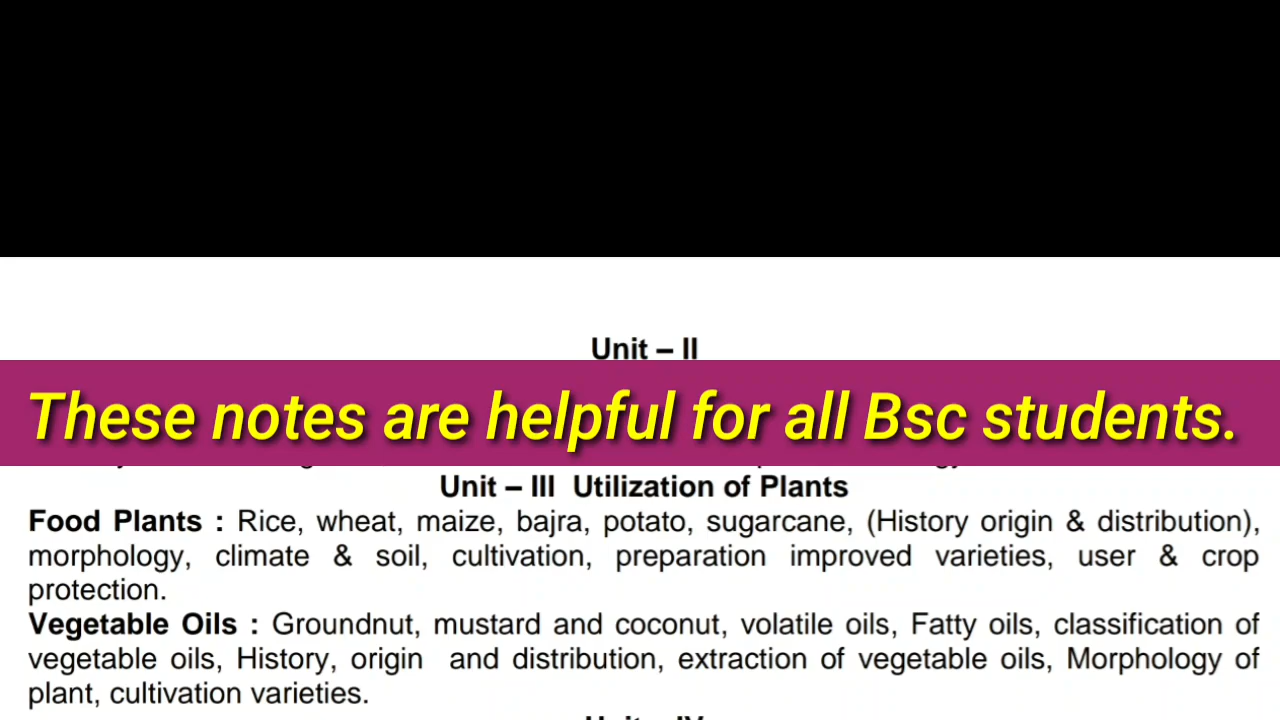 Unit – II
These notes are helpful for all Bsc students.
Unit – III Utilization of Plants
Food Plants : Rice, wheat, maize, bajra, potato, sugarcane, (History origin & distribution),
morphology, climate & soil, cultivation, preparation improved varieties, user & crop
protection.
Vegetable Oils : Groundnut, mustard and coconut, volatile oils, Fatty oils, classification of
vegetable oils, History, origin and distribution, extraction of vegetable oils, Morphology of
plant, cultivation varieties.